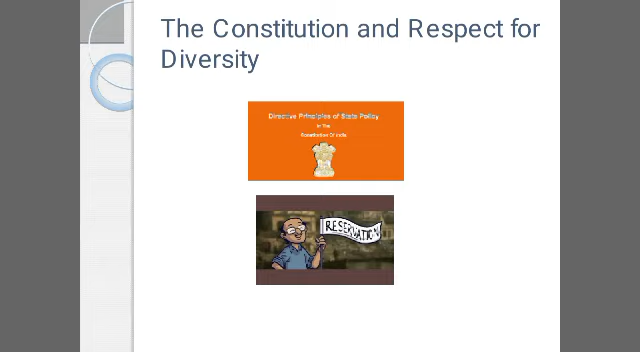 The Constitution and Respect for
Diversity
Directive Principles of State Policy
In The
Constitution Of India
RESERVATION